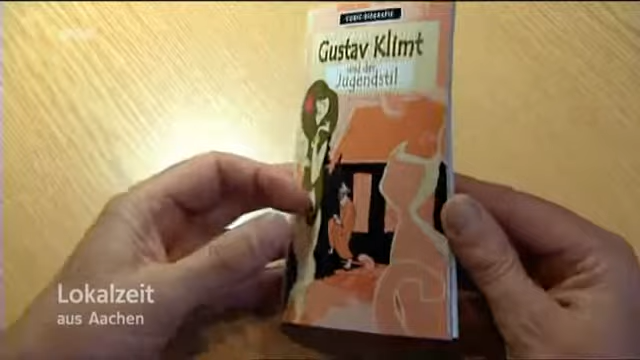 COMIC-BIOGRAFIE
Gustav Klimt
und der
Jugendstil
Lokalzeit
aus Aachen